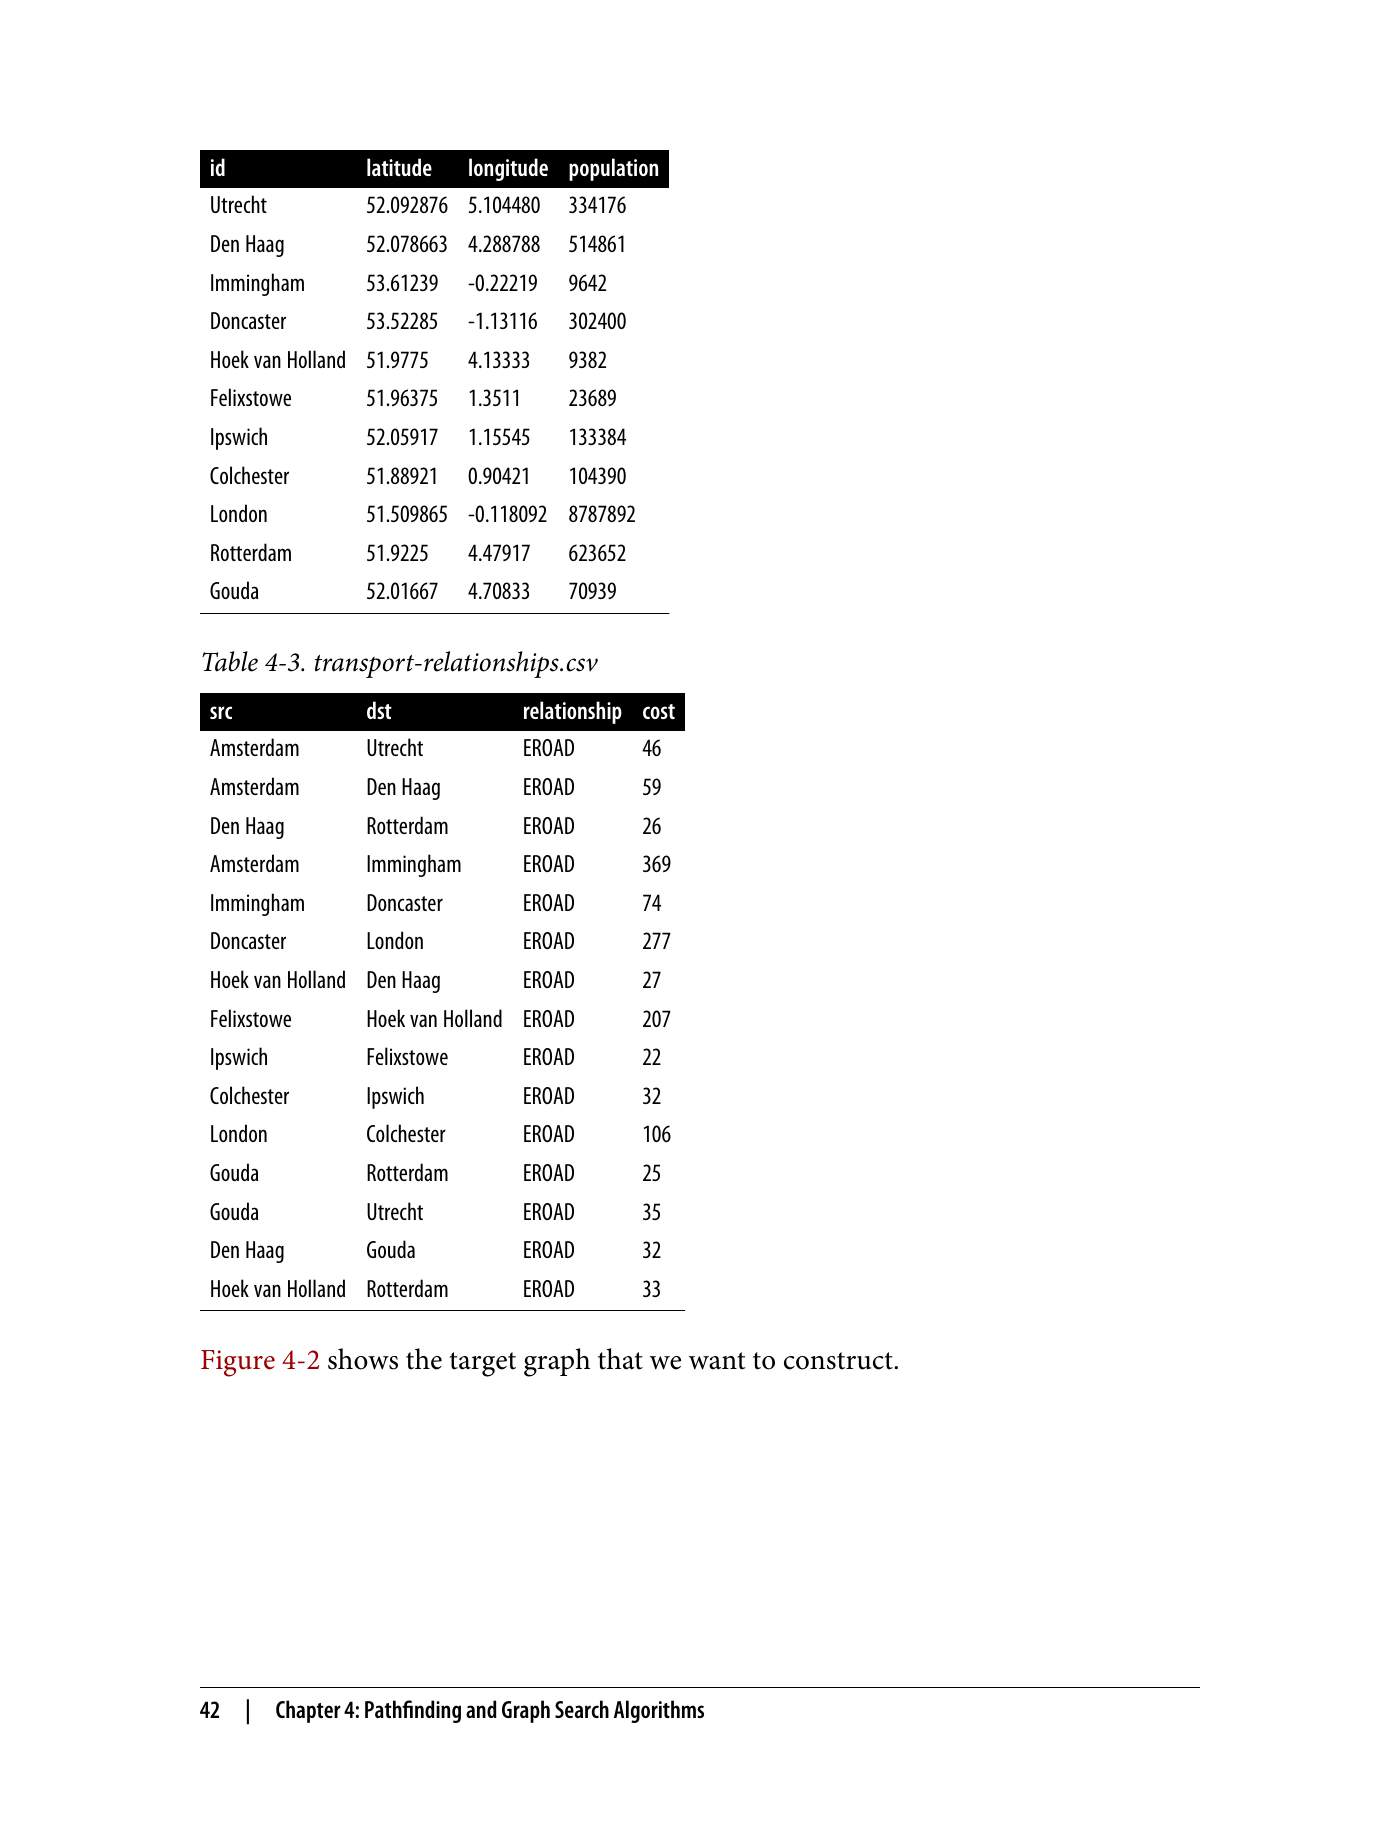 id latitude longitude population
Utrecht 52.092876 5.104480 334176
Den Haag 52.078663 4.288788 514861
Immingham 53.61239 -0.22219 9642
Doncaster 53.52285 -1.13116 302400
Hoek van Holland 51.9775 4.13333 9382
Felixstowe 51.96375 1.3511 23689
Ipswich 52.05917 1.15545 133384
Colchester 51.88921 0.90421 104390
London 51.509865 -0.118092 8787892
Rotterdam 51.9225 4.47917 623652
Gouda 52.01667 4.70833 70939
Table 4-3. transport-relationships.csv
src dst relationship cost
Amsterdam Utrecht EROAD 46
Amsterdam Den Haag EROAD 59
Den Haag Rotterdam EROAD 26
Amsterdam Immingham EROAD 369
Immingham Doncaster EROAD 74
Doncaster London EROAD 277
Hoek van Holland Den Haag EROAD 27
Felixstowe Hoek van Holland EROAD 207
Ipswich Felixstowe EROAD 22
Colchester Ipswich EROAD 32
London Colchester EROAD 106
Gouda Rotterdam EROAD 25
Gouda Utrecht EROAD 35
Den Haag Gouda EROAD 32
Hoek van Holland Rotterdam EROAD 33
Figure 4-2 shows the target graph that we want to construct.
42 | Chapter 4: Pathfinding and Graph Search Algorithms